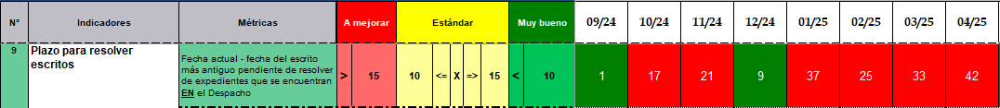 N° Indicadores Métricas A mejorar Estándar Muy bueno 09/24 10/24 11/24 12/24 01/25 02/25 03/25 04/25
9 Plazo para resolver
escritos
Fecha actual - fecha del escrito
más antiguo pendiente de resolver
de expedientes que se encuentran
EN el Despacho
> 15 10 <= X => 15 < 10 1 17 21 9 37 25 33 42